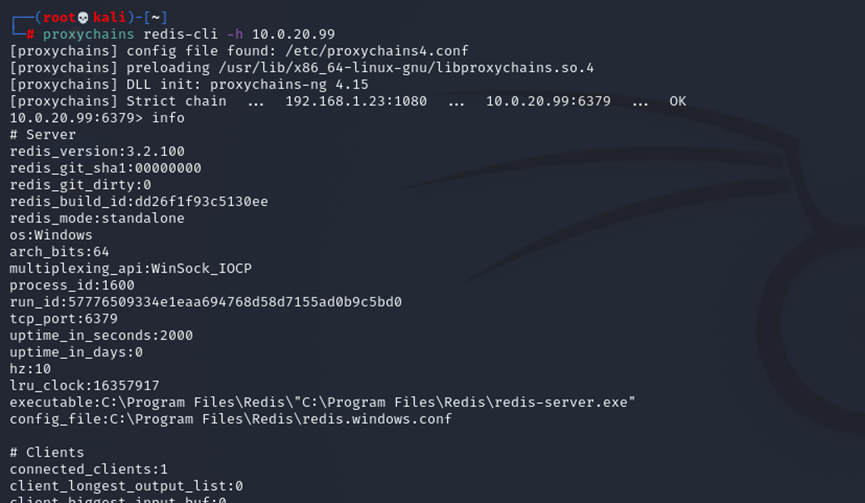 ┌──(root💀kali)-[~]
└─# proxychains redis-cli -h 10.0.20.99
[proxychains] config file found: /etc/proxychains4.conf
[proxychains] preloading /usr/lib/x86_64-linux-gnu/libproxychains.so.4
[proxychains] DLL init: proxychains-ng 4.15
[proxychains] Strict chain  ...  192.168.1.23:1080  ...  10.0.20.99:6379  ...  OK
10.0.20.99:6379> info
# Server
redis_version:3.2.100
redis_git_sha1:00000000
redis_git_dirty:0
redis_build_id:dd26f1f93c5130ee
redis_mode:standalone
os:Windows
arch_bits:64
multiplexing_api:WinSock_IOCP
process_id:1600
run_id:57776509334e1eaa694768d58d7155ad0b9c5bd0
tcp_port:6379
uptime_in_seconds:2000
uptime_in_days:0
hz:10
lru_clock:16357917
executable:C:\Program Files\Redis\"C:\Program Files\Redis\redis-server.exe"
config_file:C:\Program Files\Redis\redis.windows.conf

# Clients
connected_clients:1
client_longest_output_list:0
client_biggest_input_buf:0